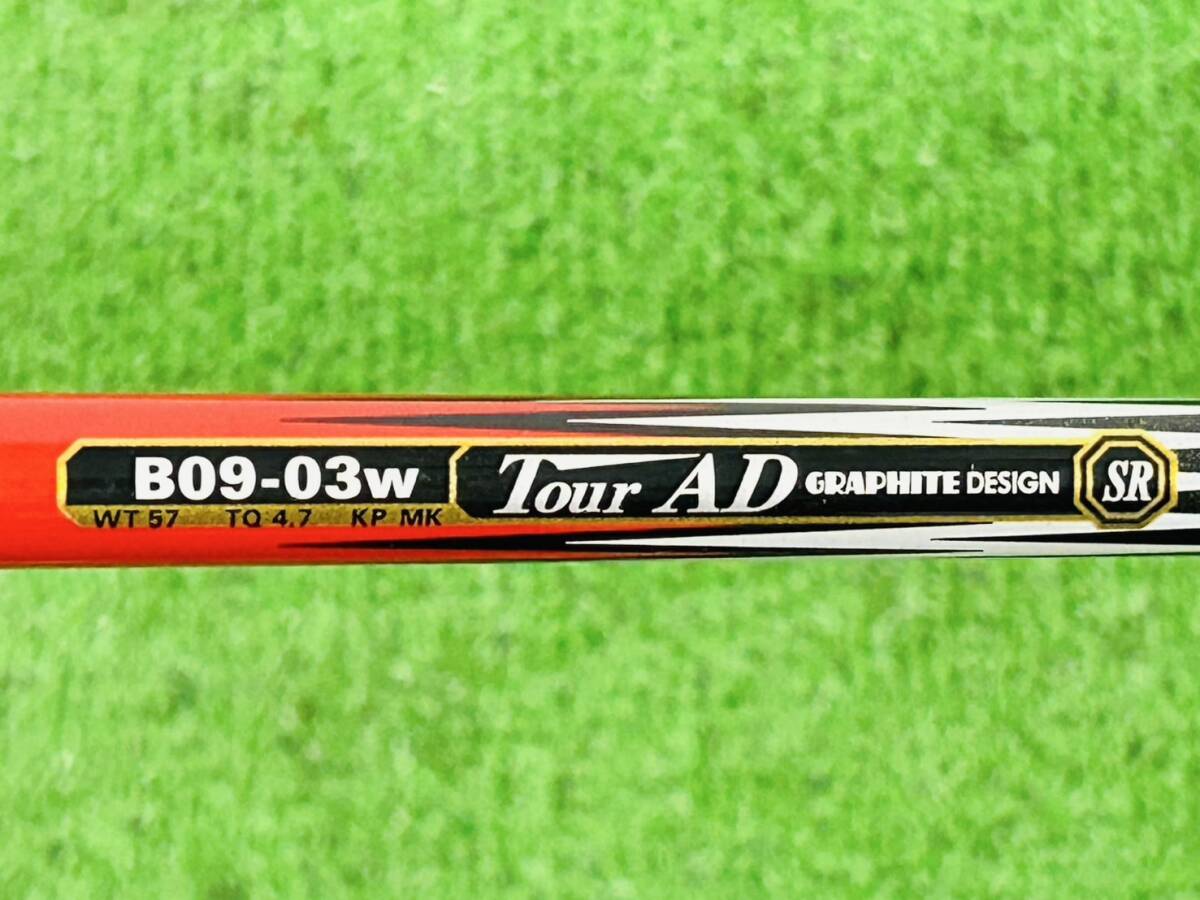 B09-03w Tour AD GRAPHITE DESIGN SR
WT 57 TQ 4.7 KP MK